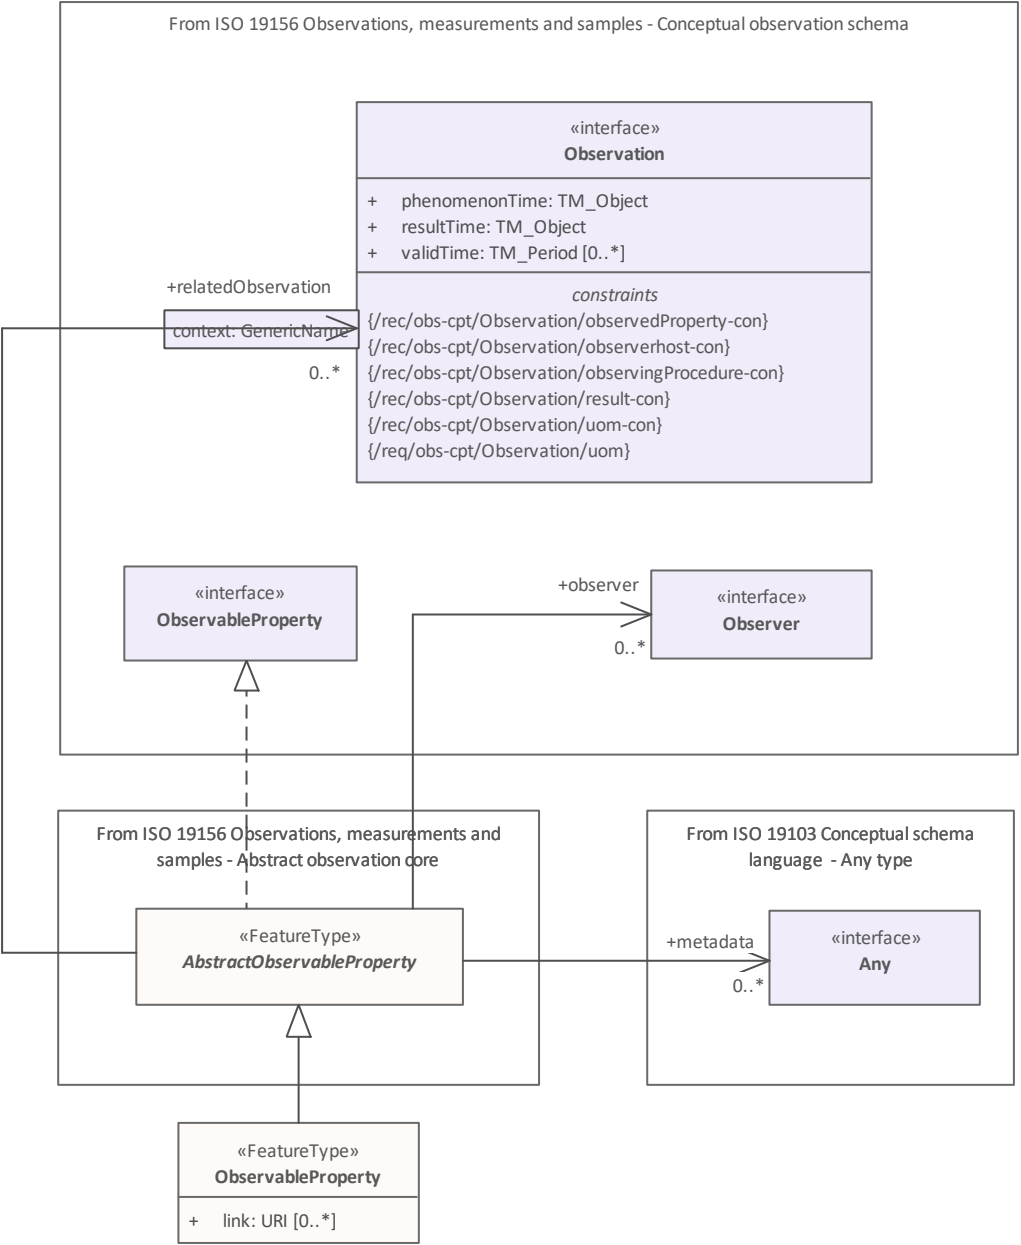 From ISO 19156 Observations, measurements and samples - Conceptual observation schema
«interface»
Observation
+ phenomenonTime: TM_Object
+ resultTime: TM_Object
+ validTime: TM_Period [0..*]
constraints
{/rec/obs-cpt/Observation/observedProperty-con}
{/rec/obs-cpt/Observation/observerhost-con}
{/rec/obs-cpt/Observation/observingProcedure-con}
{/rec/obs-cpt/Observation/result-con}
{/rec/obs-cpt/Observation/uom-con}
{/req/obs-cpt/Observation/uom}
+relatedObservation
context: GenericName
0..*
«interface»
ObservableProperty
+observer
0..*
«interface»
Observer
From ISO 19156 Observations, measurements and
samples - Abstract observation core
«FeatureType»
AbstractObservableProperty
From ISO 19103 Conceptual schema
language - Any type
+metadata
0..*
«interface»
Any
«FeatureType»
ObservableProperty
+ link: URI [0..*]